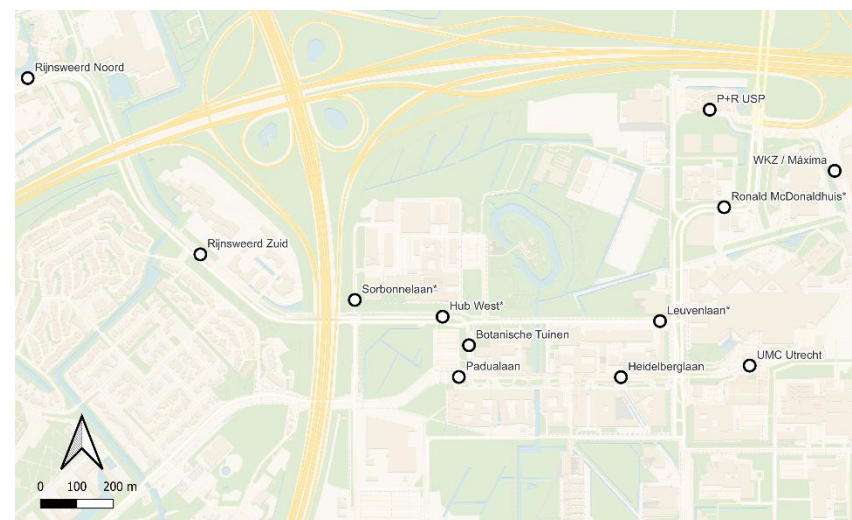 Rijnsweerd Noord
P+R USP
WKZ / Máxima
Ronald McDonaldhuis*
Rijnsweerd Zuid
Sorbonnelaan*
Hub West*
Leuvenlaan*
Botanische Tuinen
UMC Utrecht
Padualaan
Heidelberglaan
0 100 200 m